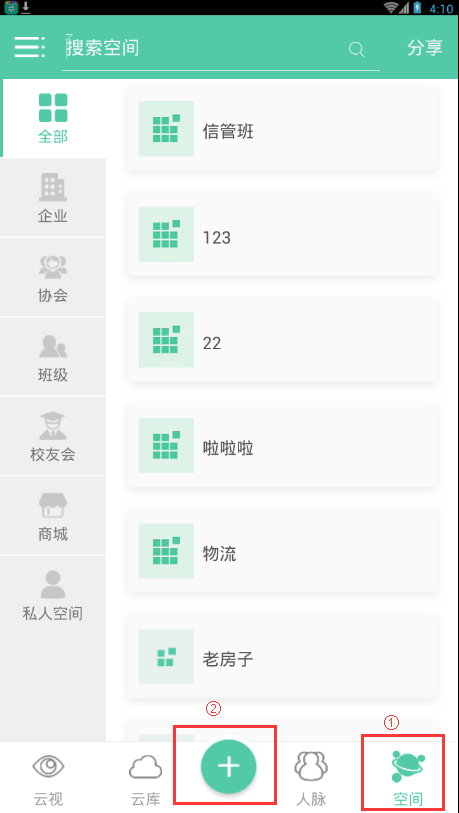 4:10
搜索空间
分享
全部
企业
协会
班级
校友会
商城
私人空间
信管班
123
22
啦啦啦
物流
老房子
②
①
云视
云库
人脉
空间